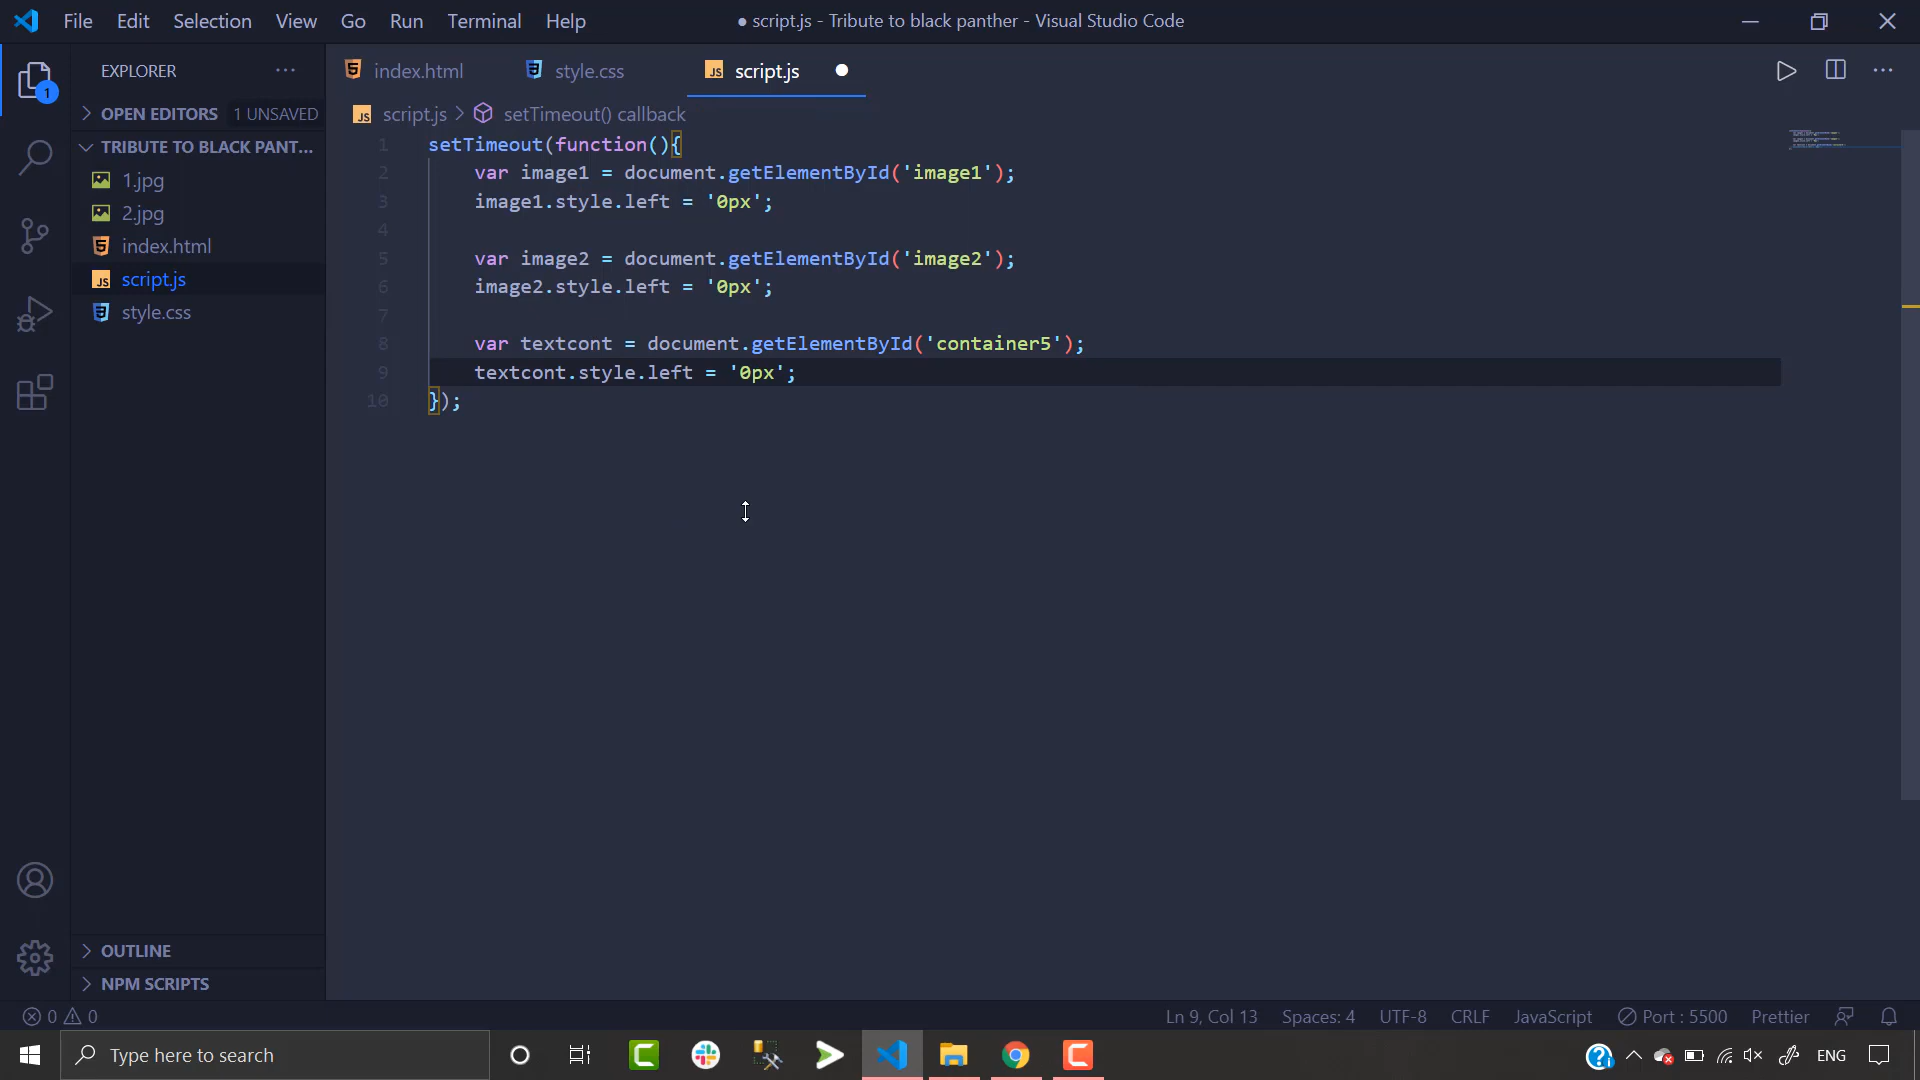 File Edit Selection View Go Run Terminal Help
● script.js - Tribute to black panther - Visual Studio Code
EXPLORER
1
OPEN EDITORS 1 UNSAVED
TRIBUTE TO BLACK PANT...
1.jpg
2.jpg
index.html
script.js
style.css
OUTLINE
NPM SCRIPTS
index.html style.css JS script.js
JS script.js > setTimeout() callback
1 setTimeout(function(){
2 var image1 = document.getElementById('image1');
3 image1.style.left = '0px';
4
5 var image2 = document.getElementById('image2');
6 image2.style.left = '0px';
7
8 var textcont = document.getElementById('container5');
9 textcont.style.left = '0px';
10 });
0 0
Ln 9, Col 13 Spaces: 4 UTF-8 CRLF JavaScript Port : 5500 Prettier
Type here to search
ENG